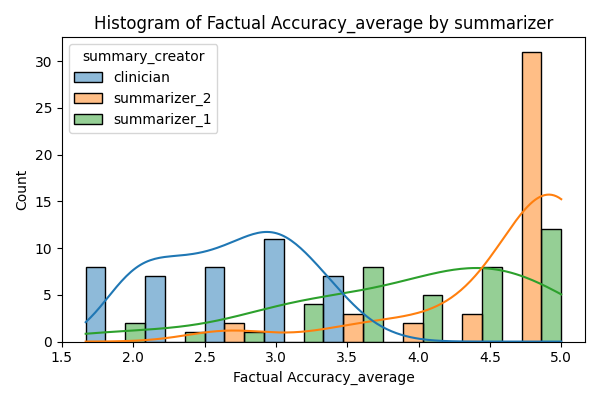 Histogram of Factual Accuracy_average by summarizer
summary_creator
clinician
summarizer_2
summarizer_1
Count
30
25
20
15
10
5
0
1.5 2.0 2.5 3.0 3.5 4.0 4.5 5.0
Factual Accuracy_average